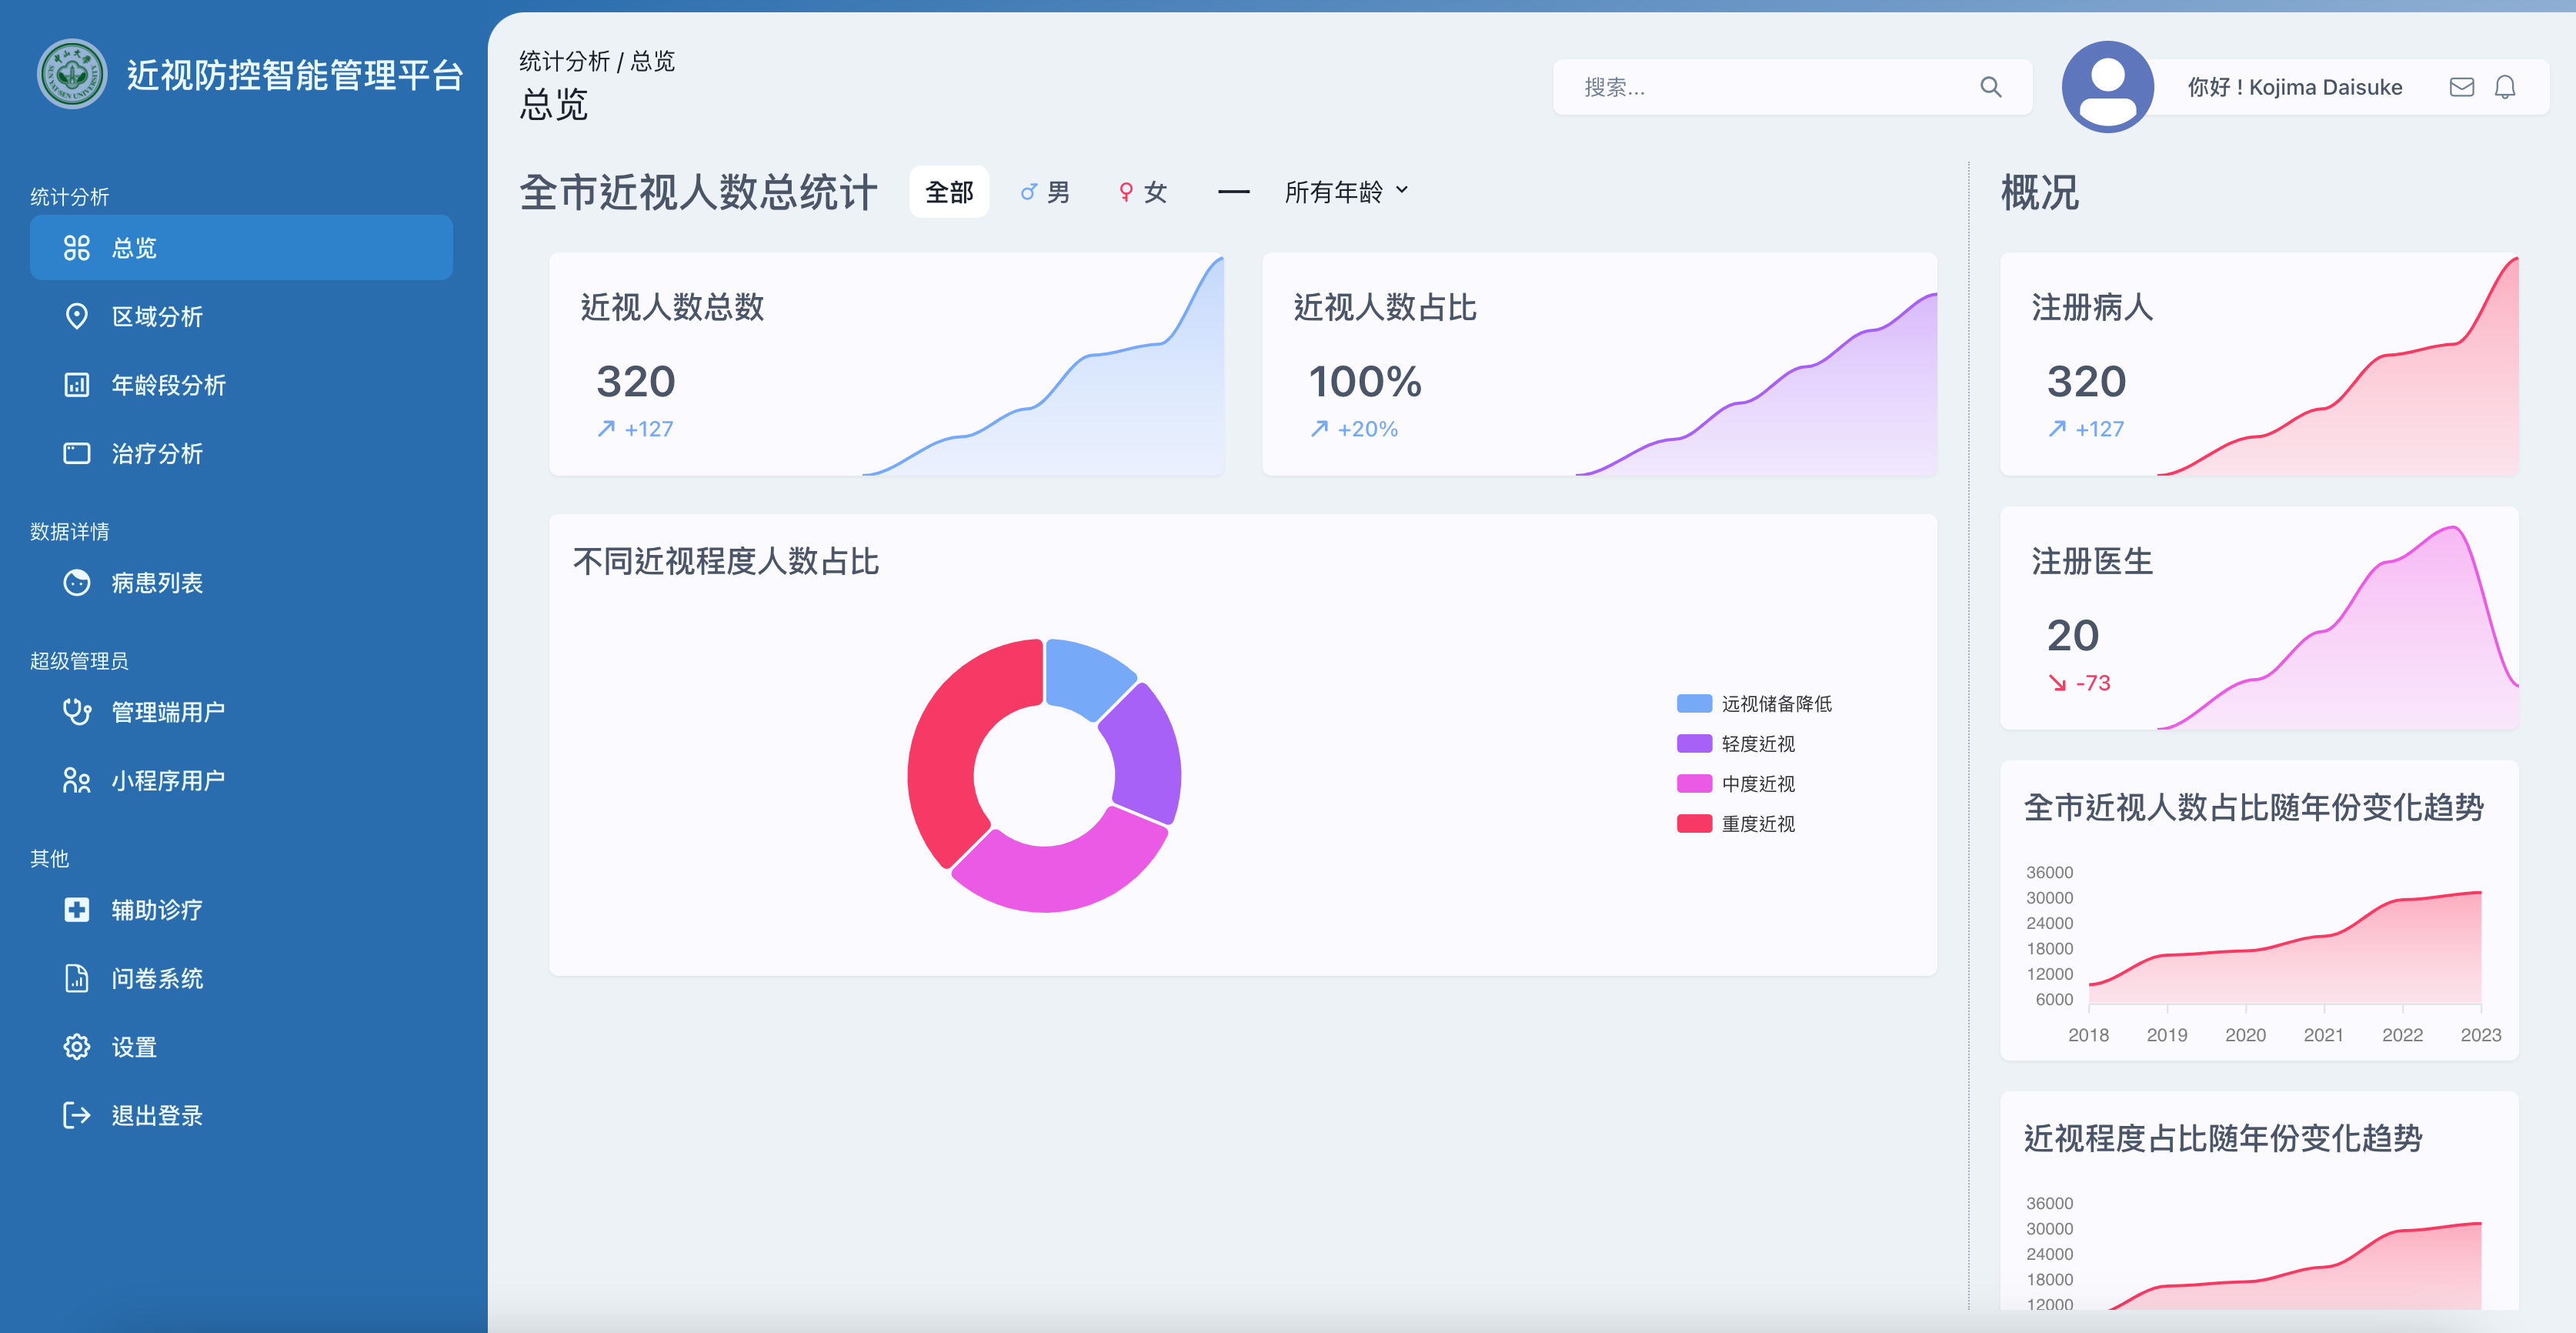 近视防控智能管理平台
统计分析
总览
区域分析
年龄段分析
治疗分析
数据详情
病患列表
超级管理员
管理端用户
小程序用户
其他
辅助诊疗
问卷系统
设置
退出登录
统计分析 / 总览
总览
搜索...
你好！Kojima Daisuke
全市近视人数总统计
全部
男
女
所有年龄
近视人数总数
320
+127
近视人数占比
100%
+20%
不同近视程度人数占比
远视储备降低
轻度近视
中度近视
重度近视
概况
注册病人
320
+127
注册医生
20
-73
全市近视人数占比随年份变化趋势
36000
30000
24000
18000
12000
6000
2018 2019 2020 2021 2022 2023
近视程度占比随年份变化趋势
36000
30000
24000
18000
12000